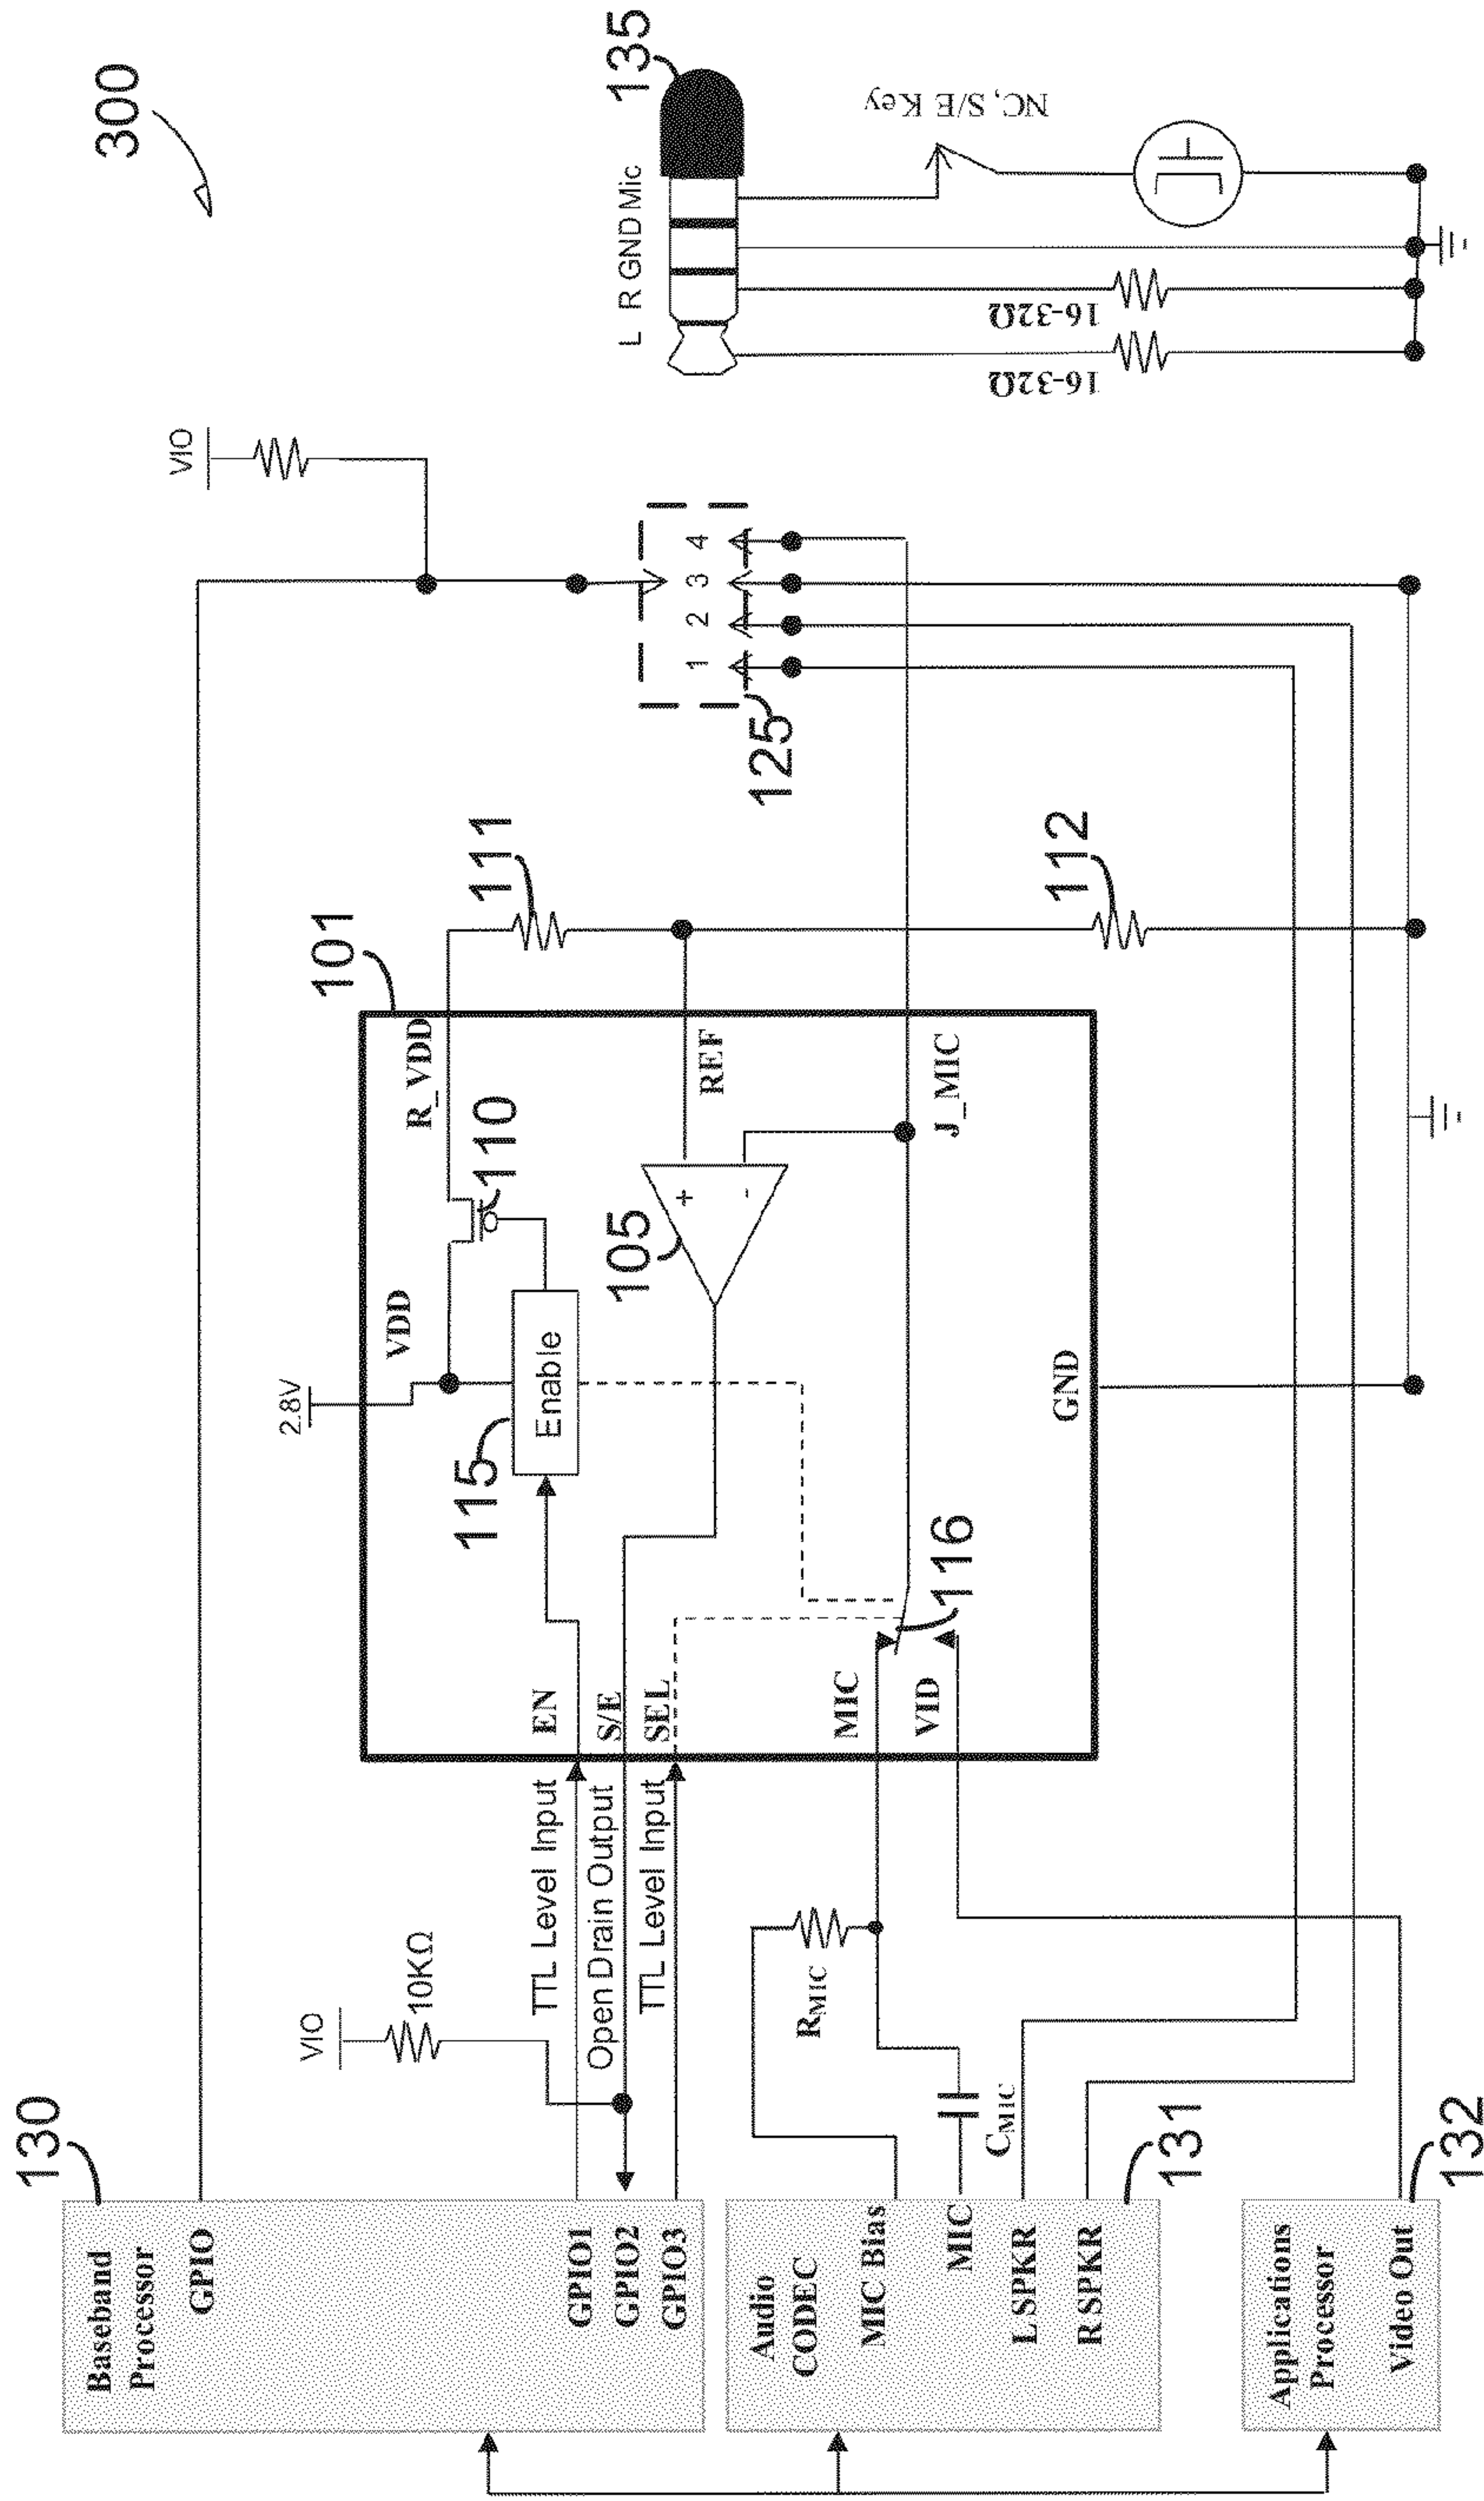 300
130
Baseband
Processor
GPIO
GPIO1
GPIO2
GPIO3
VIO
10KΩ
TTL Level Input
Open Drain Output
TTL Level Input
EN
S/E
SEL
MIC
VID
116
115
Enable
2.8V
VDD
110
R_VDD
101
105
+
-
REF
J_MIC
GND
111
112
VIO
125
1 2 3 4
L R GND Mic
135
NC, S/E Key
16-32Ω
16-32Ω
Audio
CODEC
MIC Bias
MIC
L SPKR
R SPKR
131
RMIC
CMIC
Applications
Processor
Video Out
132